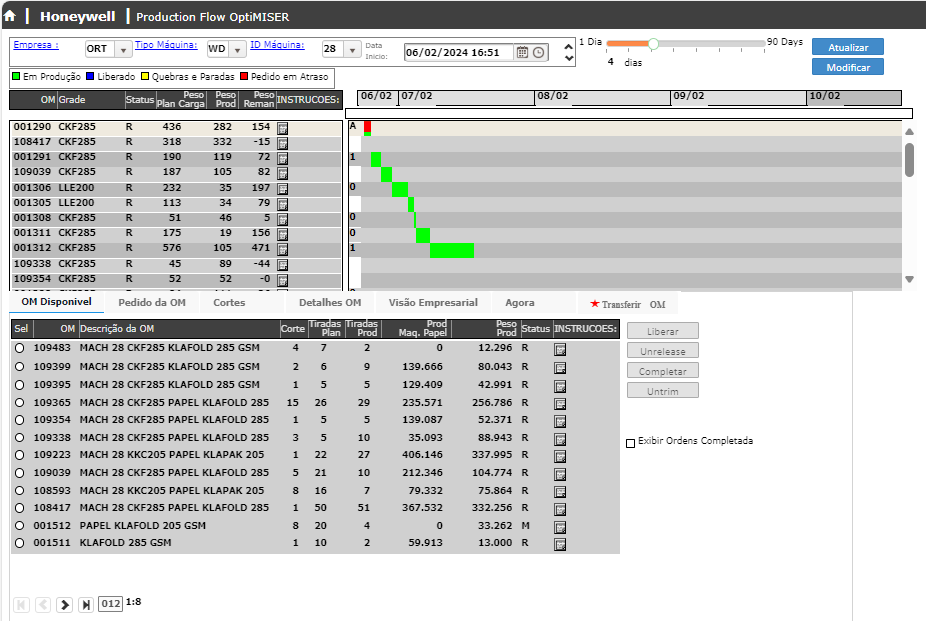 Honeywell | Production Flow OptiMISER
Empresa : ORT Tipo Máquina: WD ID Máquina: 28 Data Inicio: 06/02/2024 16:51 1 Dia 90 Days Atualizar
4 dias Modificar
Em Produção Liberado Quebras e Paradas Pedido em Atraso
OM Grade Status Peso Plan Carga Peso Prod Peso Reman INSTRUCOES: 06/02 07/02 08/02 09/02 10/02
001290 CKF285 R 436 282 154 A
108417 CKF285 R 318 332 -15
001291 CKF285 R 190 119 72 1
109039 CKF285 R 187 105 82
001306 LLE200 R 232 35 197 0
001305 LLE200 R 113 34 79
001308 CKF285 R 51 46 5 0
001311 CKF285 R 175 19 156 0
001312 CKF285 R 576 105 471 1
109338 CKF285 R 45 89 -44
109354 CKF285 R 52 52 -0
OM Disponivel Pedido da OM Cortes Detalhes OM Visão Empresarial Agora Transferir OM
Sel OM Descrição da OM Corte Tiradas Plan Tiradas Prod Prod Maq. Papel Peso Prod Status INSTRUCOES:
109483 MACH 28 CKF285 KLAFOLD 285 GSM 4 7 2 0 12.296 R
109399 MACH 28 CKF285 KLAFOLD 285 GSM 2 6 9 139.666 80.043 R
109395 MACH 28 CKF285 KLAFOLD 285 GSM 1 5 5 129.409 42.991 R
109365 MACH 28 CKF285 PAPEL KLAFOLD 285 15 26 29 235.571 256.786 R
109354 MACH 28 CKF285 PAPEL KLAFOLD 285 1 5 5 139.087 52.371 R
109338 MACH 28 CKF285 PAPEL KLAFOLD 285 3 5 10 35.093 88.943 R
109223 MACH 28 KKC205 PAPEL KLAPAK 205 1 22 27 406.146 337.995 R
109039 MACH 28 CKF285 PAPEL KLAFOLD 285 5 21 10 212.346 104.774 R
108593 MACH 28 KKC205 PAPEL KLAPAK 205 8 16 7 79.332 75.864 R
108417 MACH 28 CKF285 PAPEL KLAFOLD 285 1 50 51 367.532 332.256 R
001512 PAPEL KLAFOLD 205 GSM 8 20 4 0 33.262 M
001511 KLAFOLD 285 GSM 1 10 2 59.913 13.000 R
Liberar
Unrelease
Completar
Untrim
Exibir Ordens Completada
012 1:8